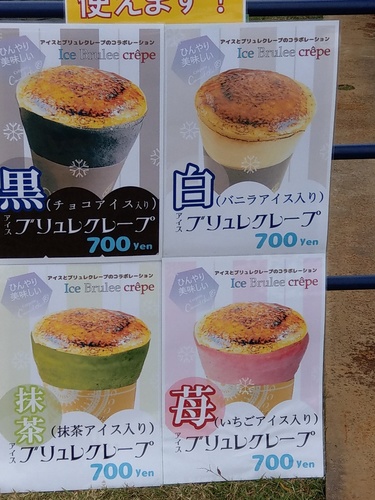 使えます!
ひんやり
美味しい
アイスとブリュレクレープのコラボレーション
Ice Brulee crêpe
黒(チョコアイス入り)
アイス ブリュレクレープ
700 yen
ひんやり
美味しい
アイスとブリュレクレープのコラボレーション
Ice Brulee crêpe
白(バニラアイス入り)
アイス ブリュレクレープ
700 yen
ひんやり
美味しい
アイスとブリュレクレープのコラボレーション
Ice Brulee crêpe
抹茶(抹茶アイス入り)
アイス ブリュレクレープ
700 yen
ひんやり
美味しい
アイスとブリュレクレープのコラボレーション
Ice Brulee crêpe
苺(いちごアイス入り)
アイス ブリュレクレープ
700 yen